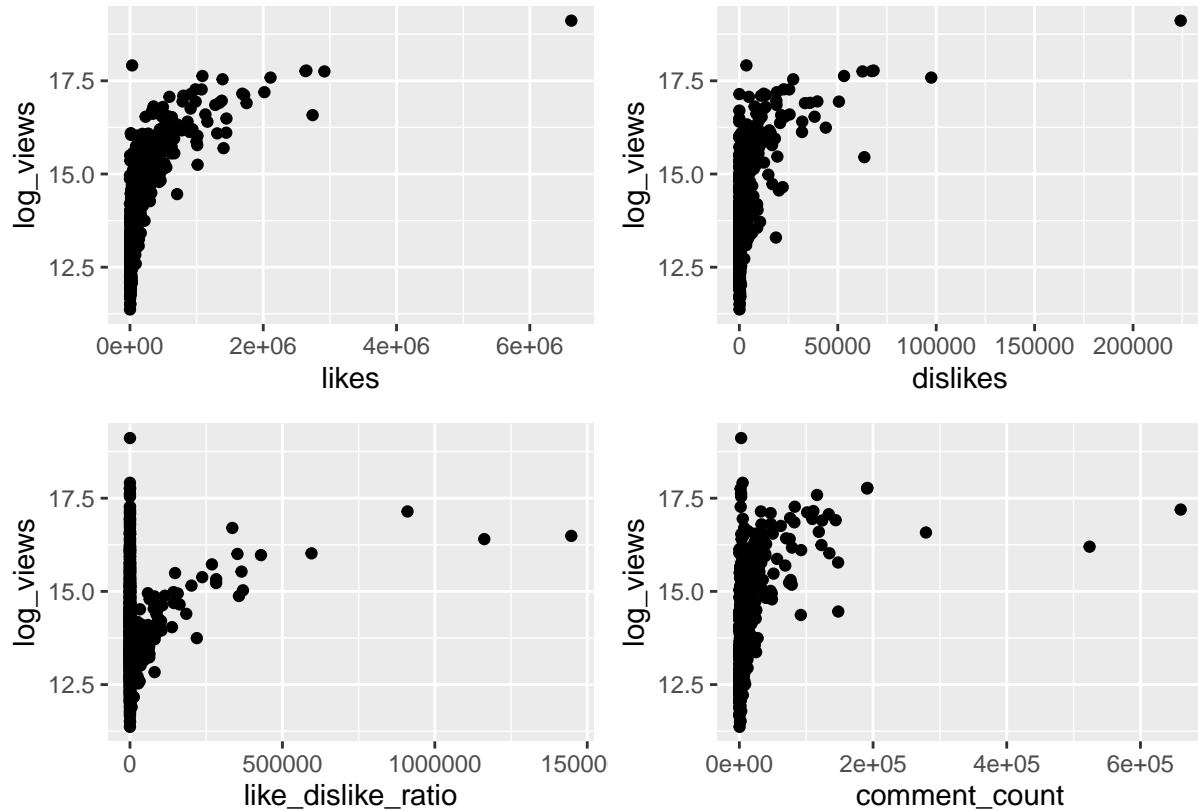 17.5
15.0
12.5
log_views
0e+00 2e+06 4e+06 6e+06
likes
17.5
15.0
12.5
log_views
0 50000 100000 150000 200000
dislikes
17.5
15.0
12.5
log_views
0 500000 1000000 15000
like_dislike_ratio
17.5
15.0
12.5
log_views
0e+00 2e+05 4e+05 6e+05
comment_count